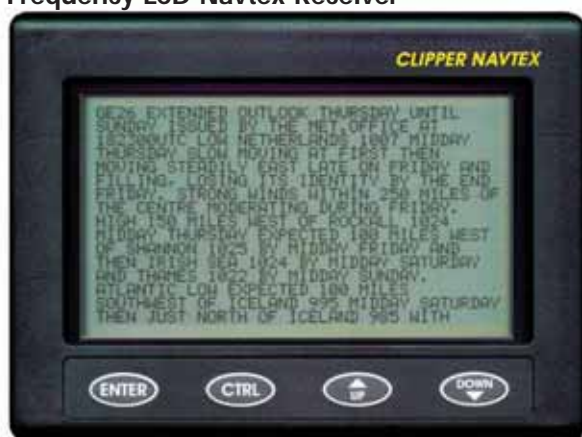 Frequency LCD Navtex Receiver
CLIPPER NAVTEX
GE26 EXTENDED OUTLOOK THURSDAY UNTIL
SUNDAY, ISSUED BY THE MET.OFFICE AT
LOW NETHERLANDS 1007 MIDDAY
THURSDAY SLOW MOVING AT FIRST THEN
MOVING STEADILY EAST LATE ON FRIDAY AND
FILLING, LOSING ITS IDENTITY BY THE END
FRIDAY. STRONG WINDS WITHIN 250 MILES OF
THE CENTRE MODERATING DURING FRIDAY.
HIGH 150 MILES WEST OF ROCKALL 1024
MIDDAY THURSDAY EXPECTED 100 MILES WEST
OF SHANNON 1025 BY MIDDAY FRIDAY AND
THEN IRISH SEA 1024 BY MIDDAY SATURDAY
AND THAMES 1022 BY MIDDAY SUNDAY.
ATLANTIC LOW EXPECTED 100 MILES
SOUTHWEST OF ICELAND 995 MIDDAY SATURDAY
THEN JUST NORTH OF ICELAND 985 WITH
ENTER CTRL UP DOWN